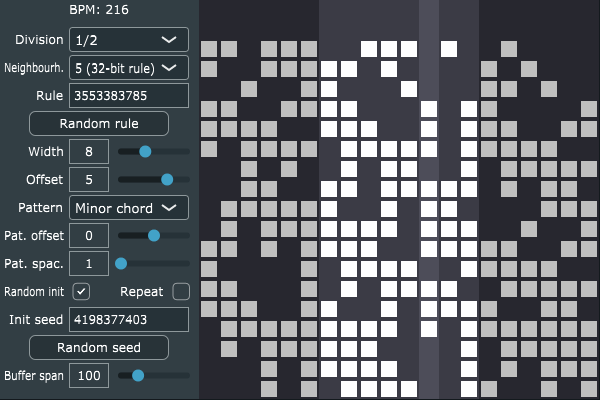 BPM: 216
Division 1/2
Neighbourh. 5 (32-bit rule)
Rule 3553383785
Random rule
Width 8
Offset 5
Pattern Minor chord
Pat. offset 0
Pat. spac. 1
Random init Repeat
Init seed 4198377403
Random seed
Buffer span 100